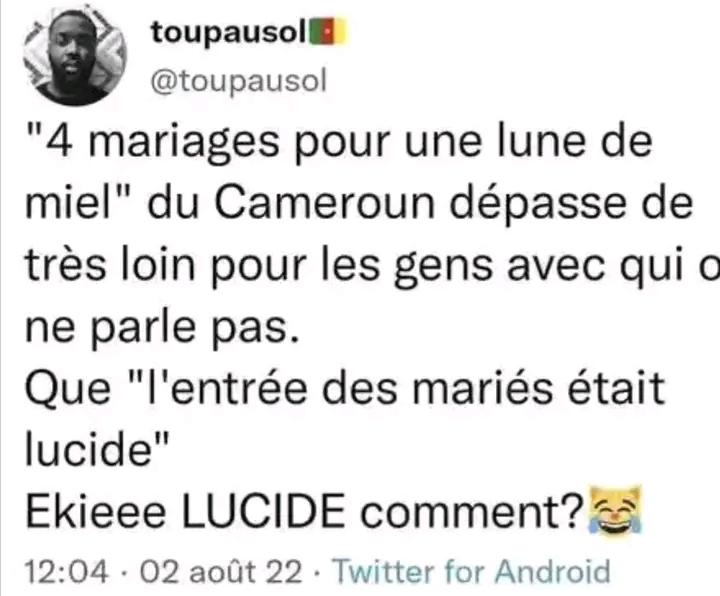 toupausol🇨🇲
@toupausol
"4 mariages pour une lune de
miel" du Cameroun dépasse de
très loin pour les gens avec qui o
ne parle pas.
Que "l'entrée des mariés était
lucide"
Ekieee LUCIDE comment?😹
12:04 · 02 août 22 · Twitter for Android